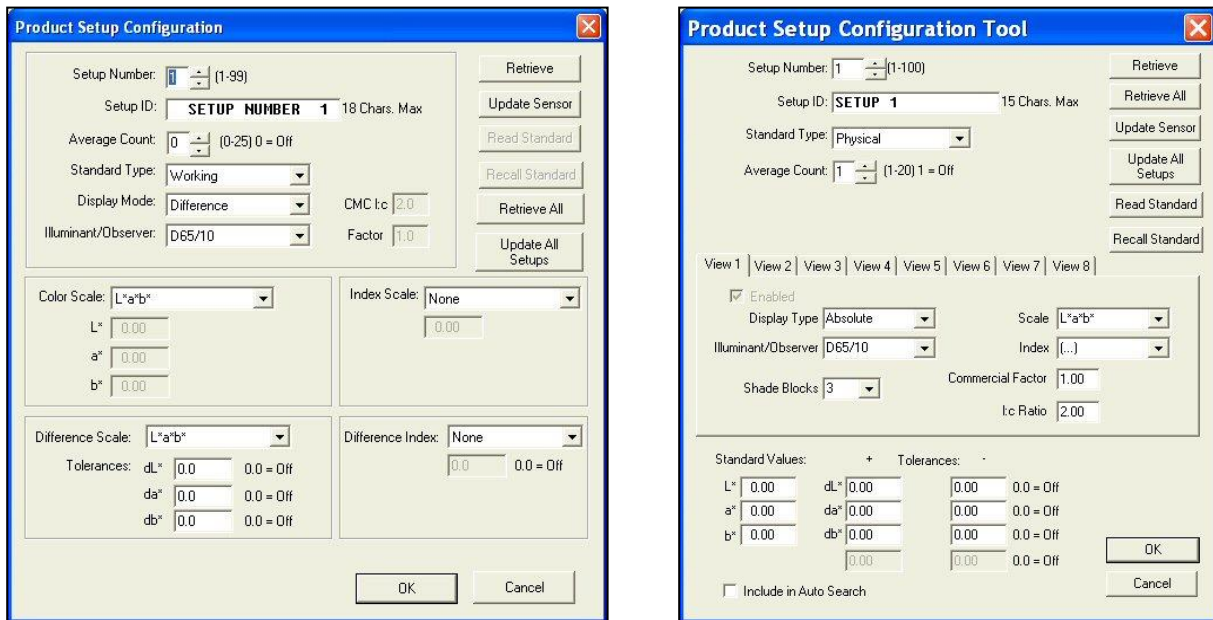 Product Setup Configuration
Setup Number: 1 (1-99)
Setup ID: SETUP NUMBER 1 18 Chars. Max
Average Count: 0 (0-25) 0 = Off
Standard Type: Working
Display Mode: Difference
CMC l:c 2.0
Illuminant/Observer: D65/10
Factor 1.0
Retrieve
Update Sensor
Read Standard
Recall Standard
Retrieve All
Update All
Setups
Color Scale: L*a*b*
L* 0.00
a* 0.00
b* 0.00
Index Scale: None
0.00
Difference Scale: L*a*b*
Tolerances: dL* 0.0 0.0 = Off
da* 0.0 0.0 = Off
db* 0.0 0.0 = Off
Difference Index: None
0.0 0.0 = Off
OK
Cancel
Product Setup Configuration Tool
Setup Number: 1 (1-100)
Setup ID: SETUP 1 15 Chars. Max
Standard Type: Physical
Average Count: 1 (1-20) 1 = Off
Retrieve
Retrieve All
Update Sensor
Update All
Setups
Read Standard
Recall Standard
View 1 View 2 View 3 View 4 View 5 View 6 View 7 View 8
Enabled
Display Type Absolute
Scale L*a*b*
Illuminant/Observer D65/10
Index (...)
Shade Blocks 3
Commercial Factor 1.00
l:c Ratio 2.00
Standard Values: + Tolerances: -
L* 0.00 dL* 0.00 0.00 0.0 = Off
a* 0.00 da* 0.00 0.00 0.0 = Off
b* 0.00 db* 0.00 0.00 0.0 = Off
0.00 0.00 0.0 = Off
Include in Auto Search
OK
Cancel